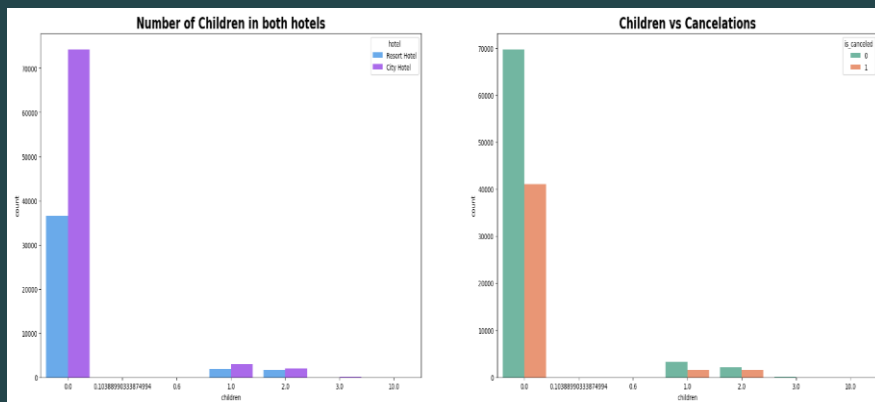 Number of Children in both hotels
hotel
Resort Hotel
City Hotel
70000
60000
50000
40000
30000
20000
10000
0
count
0.0 0.10388990333874994 0.6 1.0 2.0 3.0 10.0
children
Children vs Cancelations
is_canceled
0
1
70000
60000
50000
40000
30000
20000
10000
0
count
0.0 0.10388990333874994 0.6 1.0 2.0 3.0 10.0
children